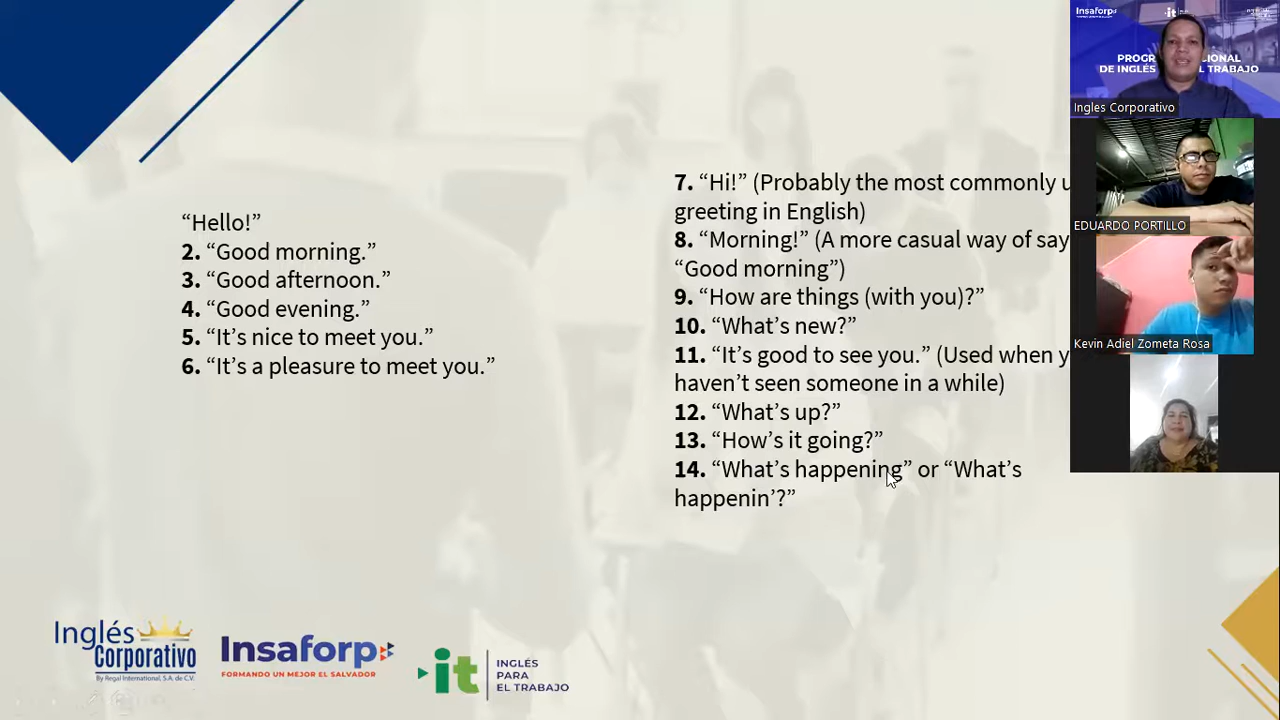 “Hello!”
2. “Good morning.”
3. “Good afternoon.”
4. “Good evening.”
5. “It’s nice to meet you.”
6. “It’s a pleasure to meet you.”
7. “Hi!” (Probably the most commonly
greeting in English)
8. “Morning!” (A more casual way of
“Good morning”)
9. “How are things (with you)?”
10. “What’s new?”
11. “It’s good to see you.” (Used when
haven’t seen someone in a while)
12. “What’s up?”
13. “How’s it going?”
14. “What’s happening” or “What’s
happenin’?”
Insaforp
it
PROGR IONAL
DE INGLÉS L TRABAJO
Ingles Corporativo
EDUARDO PORTILLO
Kevin Adiel Zometa Rosa
Inglés
Corporativo
By Regal International, S.A. de C.V.
Insaforp
FORMANDO UN MEJOR EL SALVADOR
it
INGLÉS
PARA
EL TRABAJO